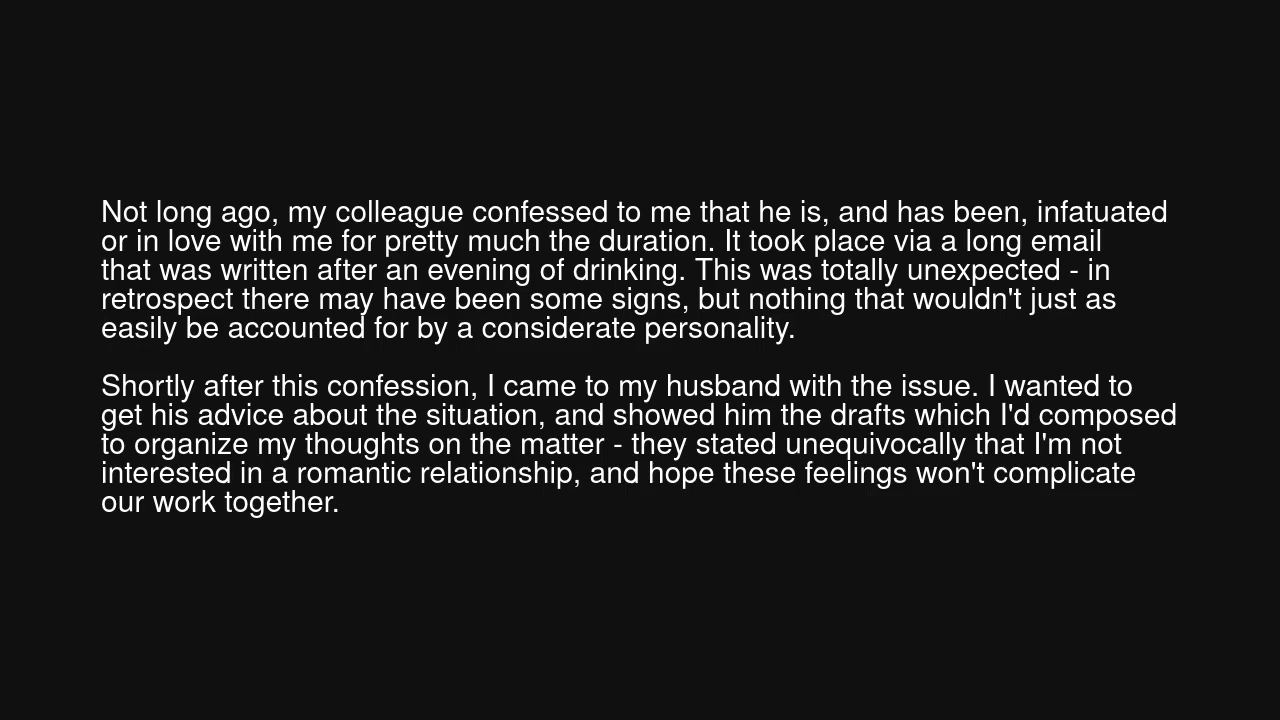 Not long ago, my colleague confessed to me that he is, and has been, infatuated
or in love with me for pretty much the duration. It took place via a long email
that was written after an evening of drinking. This was totally unexpected - in
retrospect there may have been some signs, but nothing that wouldn't just as
easily be accounted for by a considerate personality.

Shortly after this confession, I came to my husband with the issue. I wanted to
get his advice about the situation, and showed him the drafts which I'd composed
to organize my thoughts on the matter - they stated unequivocally that I'm not
interested in a romantic relationship, and hope these feelings won't complicate
our work together.